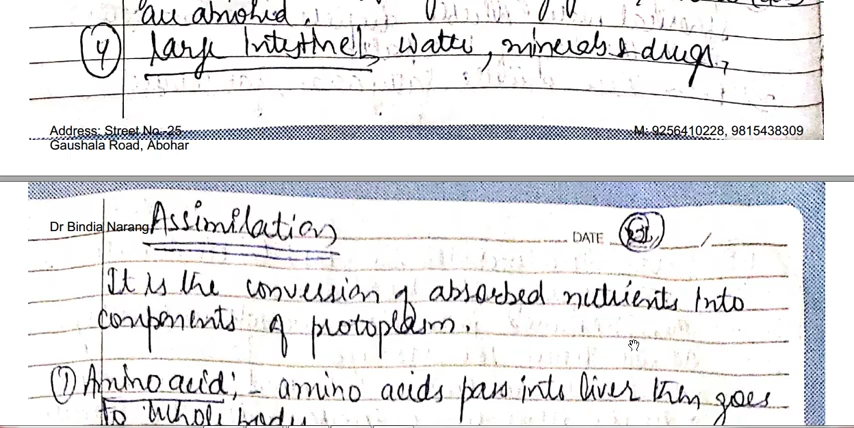 are absorbed.
(4) large Intestine, water, minerals & drugs,
Address: Street No. 25
Gaushala Road, Abohar
M: 9256410228, 9815438309
Dr Bindia Narang
Assimilation
DATE /
It is the conversion of absorbed nutrients into
components of protoplasm.
(1) Amino acid; - amino acids pass into liver then goes
to whole body